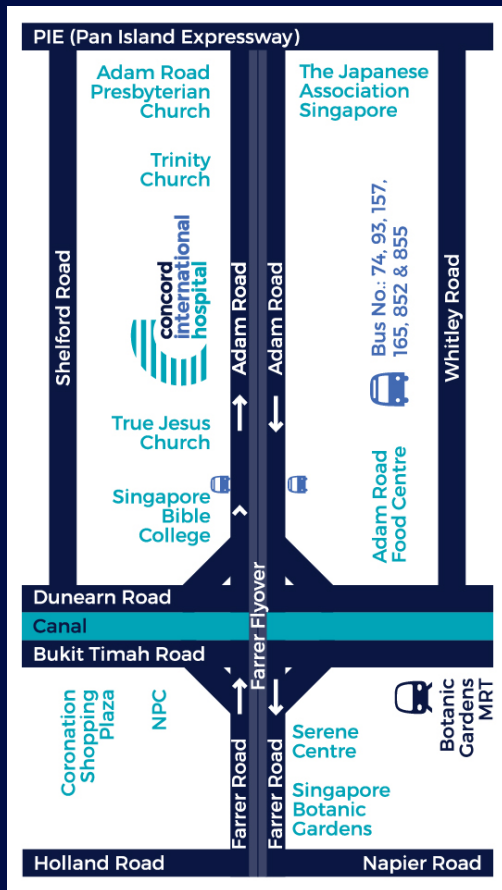 PIE (Pan Island Expressway)
Adam Road
Presbyterian
Church
The Japanese
Association
Singapore
Trinity
Church
Shelford Road
concord
international
hospital
Adam Road
Adam Road
Bus No.: 74, 93, 157,
165, 852 & 855
Whitley Road
True Jesus
Church
Singapore
Bible
College
Adam Road
Food Centre
Farrer Flyover
Dunearn Road
Canal
Bukit Timah Road
Coronation
Shopping
Plaza
NPC
Farrer Road
Farrer Road
Serene
Centre
Singapore
Botanic
Gardens
Botanic
Gardens
MRT
Holland Road
Napier Road